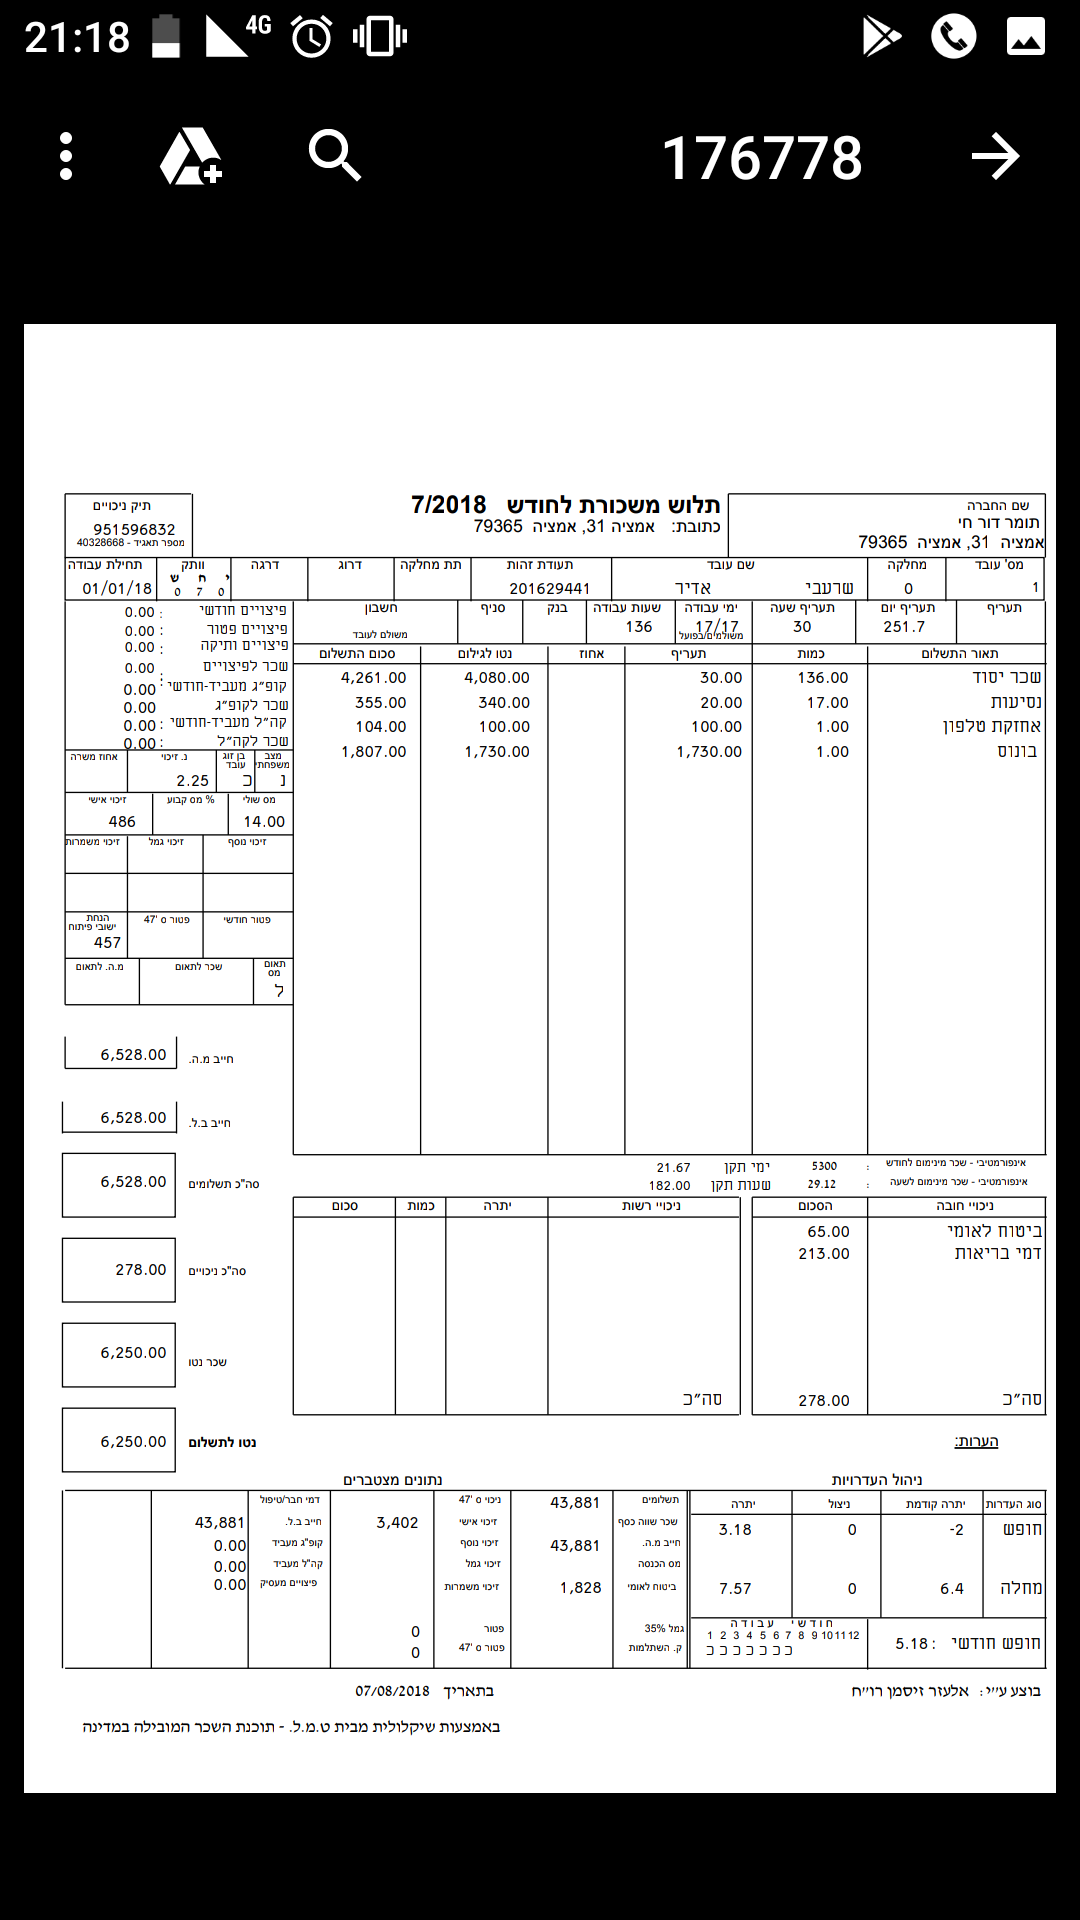 21:18 4G
176778
תיק ניכויים
951596832
מספר תאגיד - 40328668
תלוש משכורת לחודש 7/2018
כתובת: אמציה 31, אמציה 79365
שם החברה
תומר דור חי
אמציה 31, אמציה 79365
מס' עובד מחלקה שם עובד תעודת זהות תת מחלקה דרוג דרגה וותק תחילת עבודה
י ח ש
1 0 שרעבי אדיר 201629441 0 7 0 01/01/18
תעריף תעריף יום תעריף שעה ימי עבודה שעות עבודה בנק סניף חשבון
251.7 30 17/17 136
משולמים/בפועל משולם לעובד
תאור התשלום כמות תעריף אחוז נטו לגילום סכום התשלום
שכר יסוד 136.00 30.00 4,080.00 4,261.00
נסיעות 17.00 20.00 340.00 355.00
אחזקת טלפון 1.00 100.00 100.00 104.00
בונוס 1.00 1,730.00 1,730.00 1,807.00
פיצויים חודשי : 0.00
פיצויים פטור : 0.00
פיצויים ותיקה : 0.00
שכר לפיצויים : 0.00
קופ״ג מעביד-חודשי : 0.00
שכר לקופ״ג 0.00
קה״ל מעביד-חודשי : 0.00
שכר לקה״ל : 0.00
מצב משפחתי בן זוג עובד נ. זיכוי אחוז משרה
נ כ 2.25
מס שולי % מס קבוע זיכוי אישי
14.00 486
זיכוי נוסף זיכוי גמל זיכוי משמרות
פטור חודשי פטור ס 47' הנחת ישובי פיתוח
457
תאום מס שכר לתאום מ.ה. לתאום
ל
חייב מ.ה. 6,528.00
חייב ב.ל. 6,528.00
סה"כ תשלומים 6,528.00
סה"כ ניכויים 278.00
שכר נטו 6,250.00
נטו לתשלום 6,250.00
אינפורמטיבי - שכר מינימום לחודש : 5300 ימי תקן 21.67
אינפורמטיבי - שכר מינימום לשעה : 29.12 שעות תקן 182.00
ניכויי חובה הסכום ניכויי רשות יתרה כמות סכום
ביטוח לאומי 65.00
דמי בריאות 213.00
סה״כ 278.00 סה״כ
הערות:
ניהול העדרויות נתונים מצטברים
סוג העדרות יתרה קודמת ניצול יתרה
חופש -2 0 3.18
מחלה 6.4 0 7.57
חופש חודשי : 5.18
חודשי עבודה
1 2 3 4 5 6 7 8 9 10 11 12
כ כ כ כ כ כ כ
תשלומים 43,881 ניכוי ס 47' דמי חבר/טיפול
שכר שווה כסף זיכוי אישי 3,402 חייב ב.ל. 43,881
חייב מ.ה. 43,881 זיכוי נוסף קופ"ג מעביד 0.00
מס הכנסה זיכוי גמל קה"ל מעביד 0.00
ביטוח לאומי 1,828 זיכוי משמרות פיצויים מעסיק 0.00
גמל 35% פטור 0
ק. השתלמות פטור ס 47' 0
בוצע ע״י: אלעזר זיסמן רו״ח בתאריך 07/08/2018
באמצעות שיקלולית מבית ט.מ.ל. - תוכנת השכר המובילה במדינה